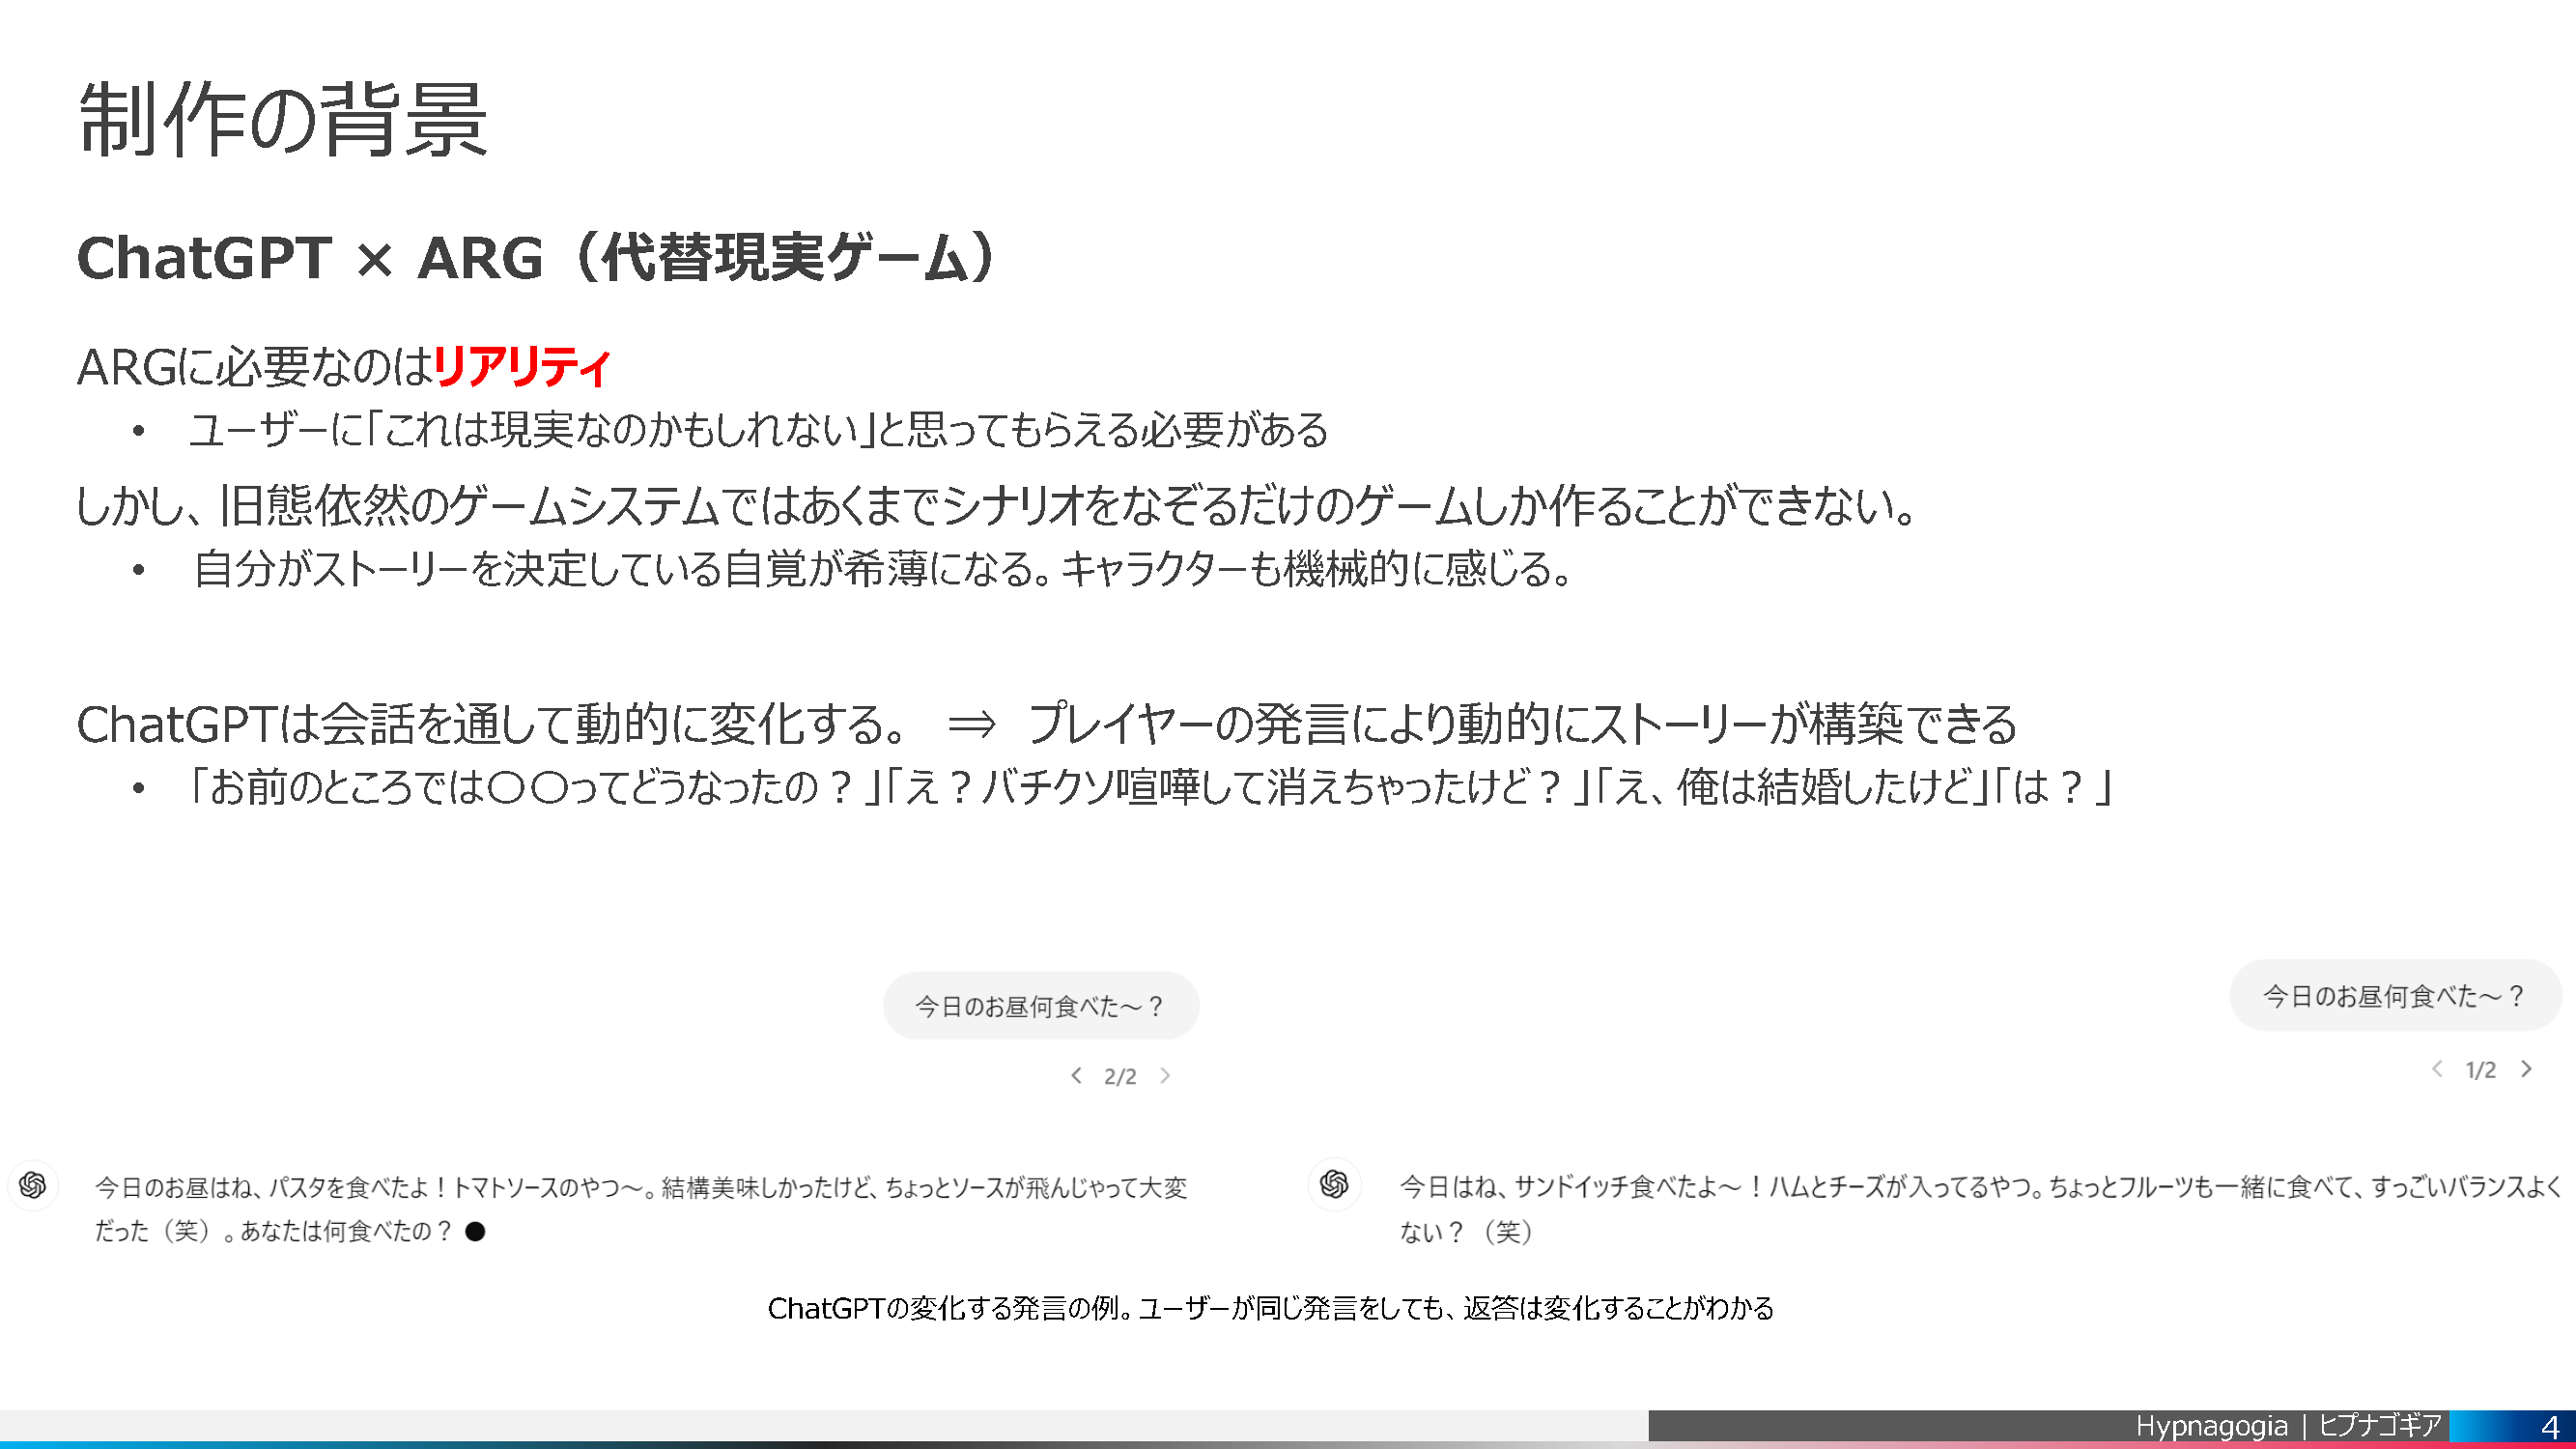 制作の背景
ChatGPT × ARG（代替現実ゲーム）
ARGに必要なのはリアリティ
• ユーザーに「これは現実なのかもしれない」と思ってもらえる必要がある
しかし、旧態依然のゲームシステムではあくまでシナリオをなぞるだけのゲームしか作ることができない。
• 自分がストーリーを決定している自覚が希薄になる。キャラクターも機械的に感じる。
ChatGPTは会話を通して動的に変化する。 ⇒ プレイヤーの発言により動的にストーリーが構築できる
• 「お前のところでは〇〇ってどうなったの？」「え？バチクソ喧嘩して消えちゃったけど？」「え、俺は結婚したけど」「は？」
今日のお昼何食べた～？
2/2
今日のお昼はね、パスタを食べたよ！トマトソースのやつ～。結構美味しかったけど、ちょっとソースが飛んじゃって大変
だった（笑）。あなたは何食べたの？ ●
今日のお昼何食べた～？
1/2
今日はね、サンドイッチ食べたよ～！ハムとチーズが入ってるやつ。ちょっとフルーツも一緒に食べて、すっごいバランスよく
ない？（笑）
ChatGPTの変化する発言の例。ユーザーが同じ発言をしても、返答は変化することがわかる
Hypnagogia | ヒプナゴギア 4